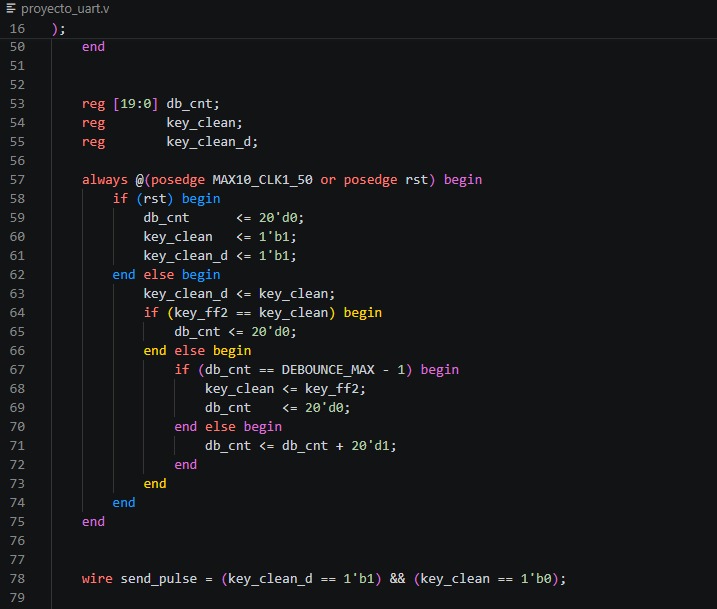 proyecto_uart.v
16 );
50 end
51
52
53 reg [19:0] db_cnt;
54 reg key_clean;
55 reg key_clean_d;
56
57 always @(posedge MAX10_CLK1_50 or posedge rst) begin
58 if (rst) begin
59 db_cnt <= 20'd0;
60 key_clean <= 1'b1;
61 key_clean_d <= 1'b1;
62 end else begin
63 key_clean_d <= key_clean;
64 if (key_ff2 == key_clean) begin
65 db_cnt <= 20'd0;
66 end else begin
67 if (db_cnt == DEBOUNCE_MAX - 1) begin
68 key_clean <= key_ff2;
69 db_cnt <= 20'd0;
70 end else begin
71 db_cnt <= db_cnt + 20'd1;
72 end
73 end
74 end
75 end
76
77
78 wire send_pulse = (key_clean_d == 1'b1) && (key_clean == 1'b0);
79